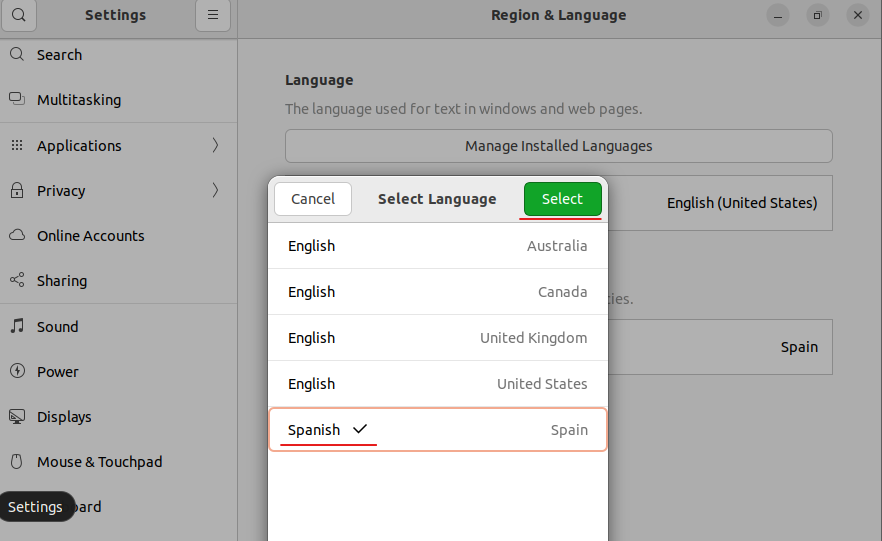 Settings
Region & Language
Search
Multitasking
Applications
Privacy
Online Accounts
Sharing
Sound
Power
Displays
Mouse & Touchpad
ard
Settings
Language
The language used for text in windows and web pages.
Manage Installed Languages
English (United States)
ies.
Spain
Cancel
Select Language
Select
English Australia
English Canada
English United Kingdom
English United States
Spanish Spain